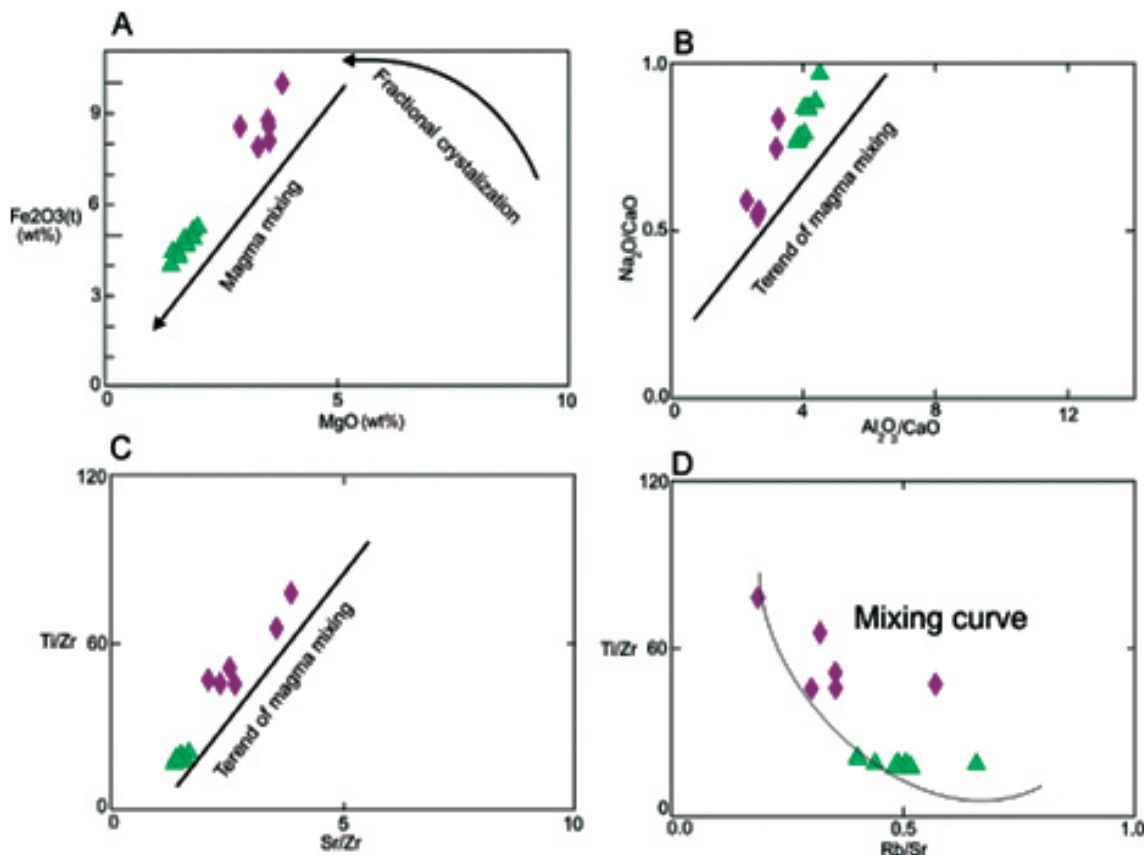 A
9
6
3
0
Fe2O3(t)
(wt%)
Fractional crystalization
Magma mixing
0
5
10
MgO (wt%)
B
1.0
0.5
0.0
Na2O/CaO
Terend of magma mixing
0
4
8
12
Al2O3/CaO
C
120
60
0
Ti/Zr
Terend of magma mixing
0
5
10
Sr/Zr
D
120
60
0
Ti/Zr
Mixing curve
0.0
0.5
1.0
Rb/Sr